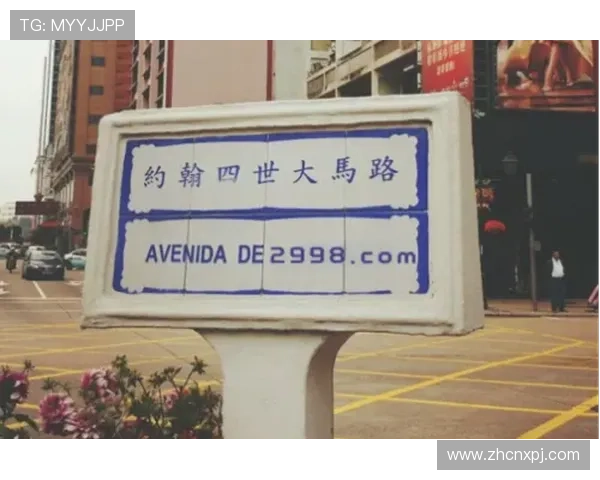 TG: MYYJJPP
約翰四世大馬路
AVENIDA DE2998.com
www.zhcnxpj.com